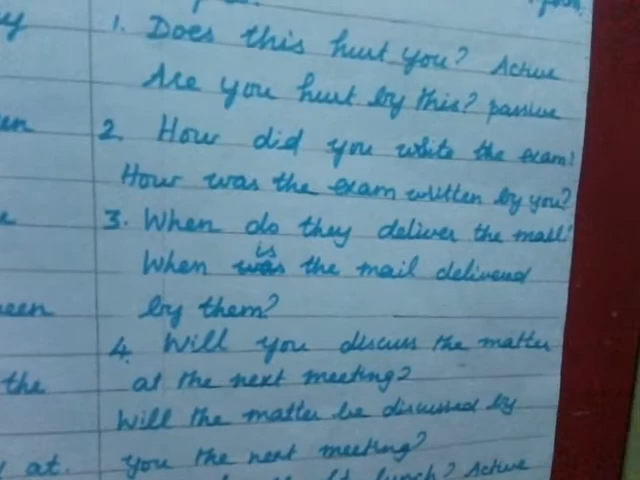 1. Does this hurt you? Active
Are you hurt by this? passive
2. How did you write the exam?
How was the exam written by you?
3. When do they deliver the mail?
is
When was the mail delivered
by them?
4. Will you discuss the matter
at the next meeting?
the
Will the matter be discussed by
at. you the next meeting?
lunch? Active